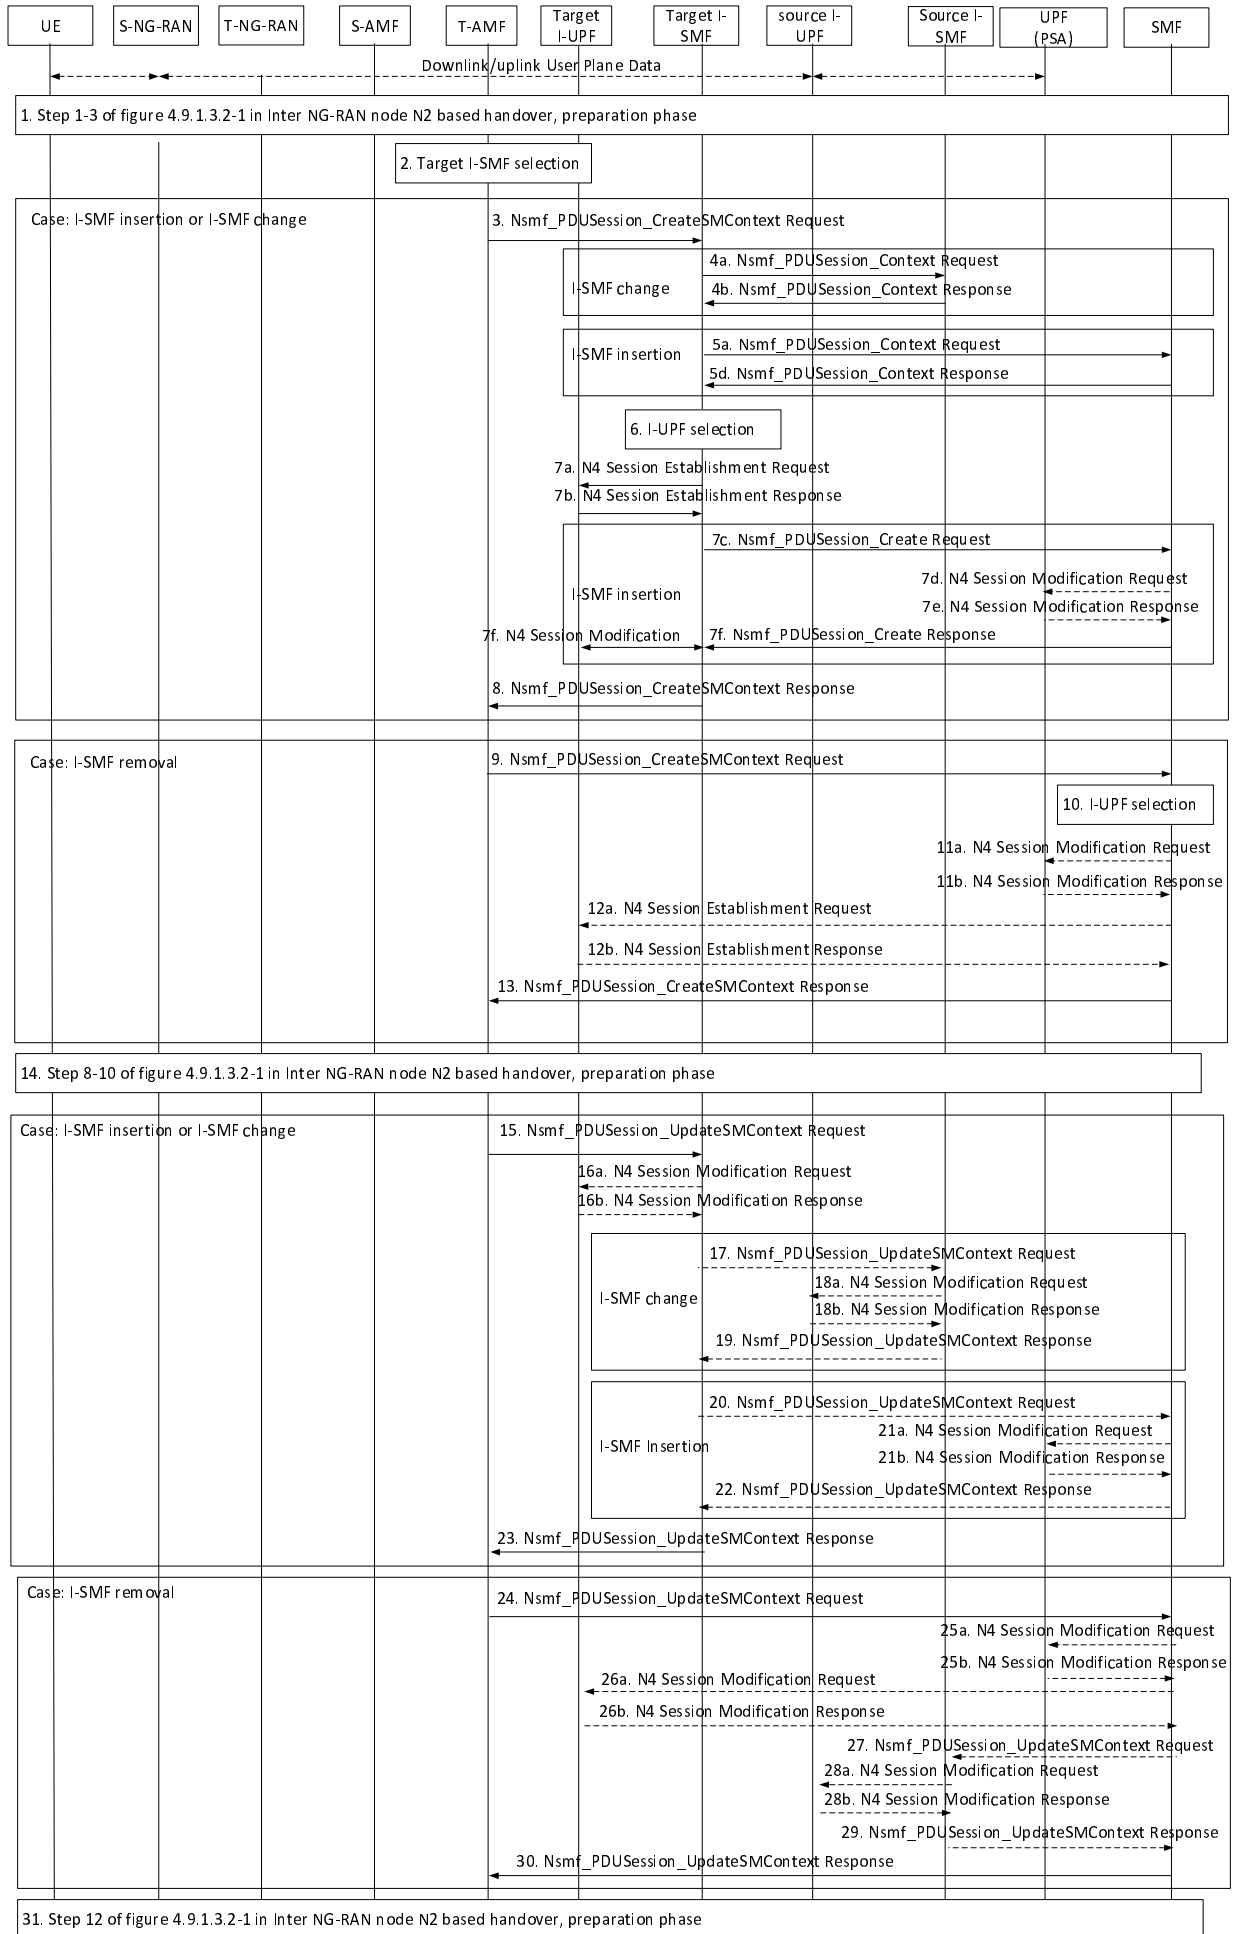 UE
S-NG-RAN
T-NG-RAN
S-AMF
T-AMF
Target
I-UPF
Target I-
SMF
source I-
UPF
Source I-
SMF
UPF
(PSA)
SMF
Downlink/uplink User Plane Data
1. Step 1-3 of figure 4.9.1.3.2-1 in Inter NG-RAN node N2 based handover, preparation phase
2. Target I-SMF selection
Case: I-SMF insertion or I-SMF change
3. Nsmf_PDUSession_CreateSMContext Request
4a. Nsmf_PDUSession_Context Request
I-SMF change
4b. Nsmf_PDUSession_Context Response
5a. Nsmf_PDUSession_Context Request
I-SMF insertion
5d. Nsmf_PDUSession_Context Response
6. I-UPF selection
7a. N4 Session Establishment Request
7b. N4 Session Establishment Response
7c. Nsmf_PDUSession_Create Request
7d. N4 Session Modification Request
I-SMF insertion
7e. N4 Session Modification Response
7f. N4 Session Modification
7f. Nsmf_PDUSession_Create Response
8. Nsmf_PDUSession_CreateSMContext Response
Case: I-SMF removal
9. Nsmf_PDUSession_CreateSMContext Request
10. I-UPF selection
11a. N4 Session Modification Request
11b. N4 Session Modification Response
12a. N4 Session Establishment Request
12b. N4 Session Establishment Response
13. Nsmf_PDUSession_CreateSMContext Response
14. Step 8-10 of figure 4.9.1.3.2-1 in Inter NG-RAN node N2 based handover, preparation phase
Case: I-SMF insertion or I-SMF change
15. Nsmf_PDUSession_UpdateSMContext Request
16a. N4 Session Modification Request
16b. N4 Session Modification Response
17. Nsmf_PDUSession_UpdateSMContext Request
18a. N4 Session Modification Request
I-SMF change
18b. N4 Session Modification Response
19. Nsmf_PDUSession_UpdateSMContext Response
20. Nsmf_PDUSession_UpdateSMContext Request
21a. N4 Session Modification Request
I-SMF Insertion
21b. N4 Session Modification Response
22. Nsmf_PDUSession_UpdateSMContext Response
23. Nsmf_PDUSession_UpdateSMContext Response
Case: I-SMF removal
24. Nsmf_PDUSession_UpdateSMContext Request
25a. N4 Session Modification Request
25b. N4 Session Modification Response
26a. N4 Session Modification Request
26b. N4 Session Modification Response
27. Nsmf_PDUSession_UpdateSMContext Request
28a. N4 Session Modification Request
28b. N4 Session Modification Response
29. Nsmf_PDUSession_UpdateSMContext Response
30. Nsmf_PDUSession_UpdateSMContext Response
31. Step 12 of figure 4.9.1.3.2-1 in Inter NG-RAN node N2 based handover, preparation phase